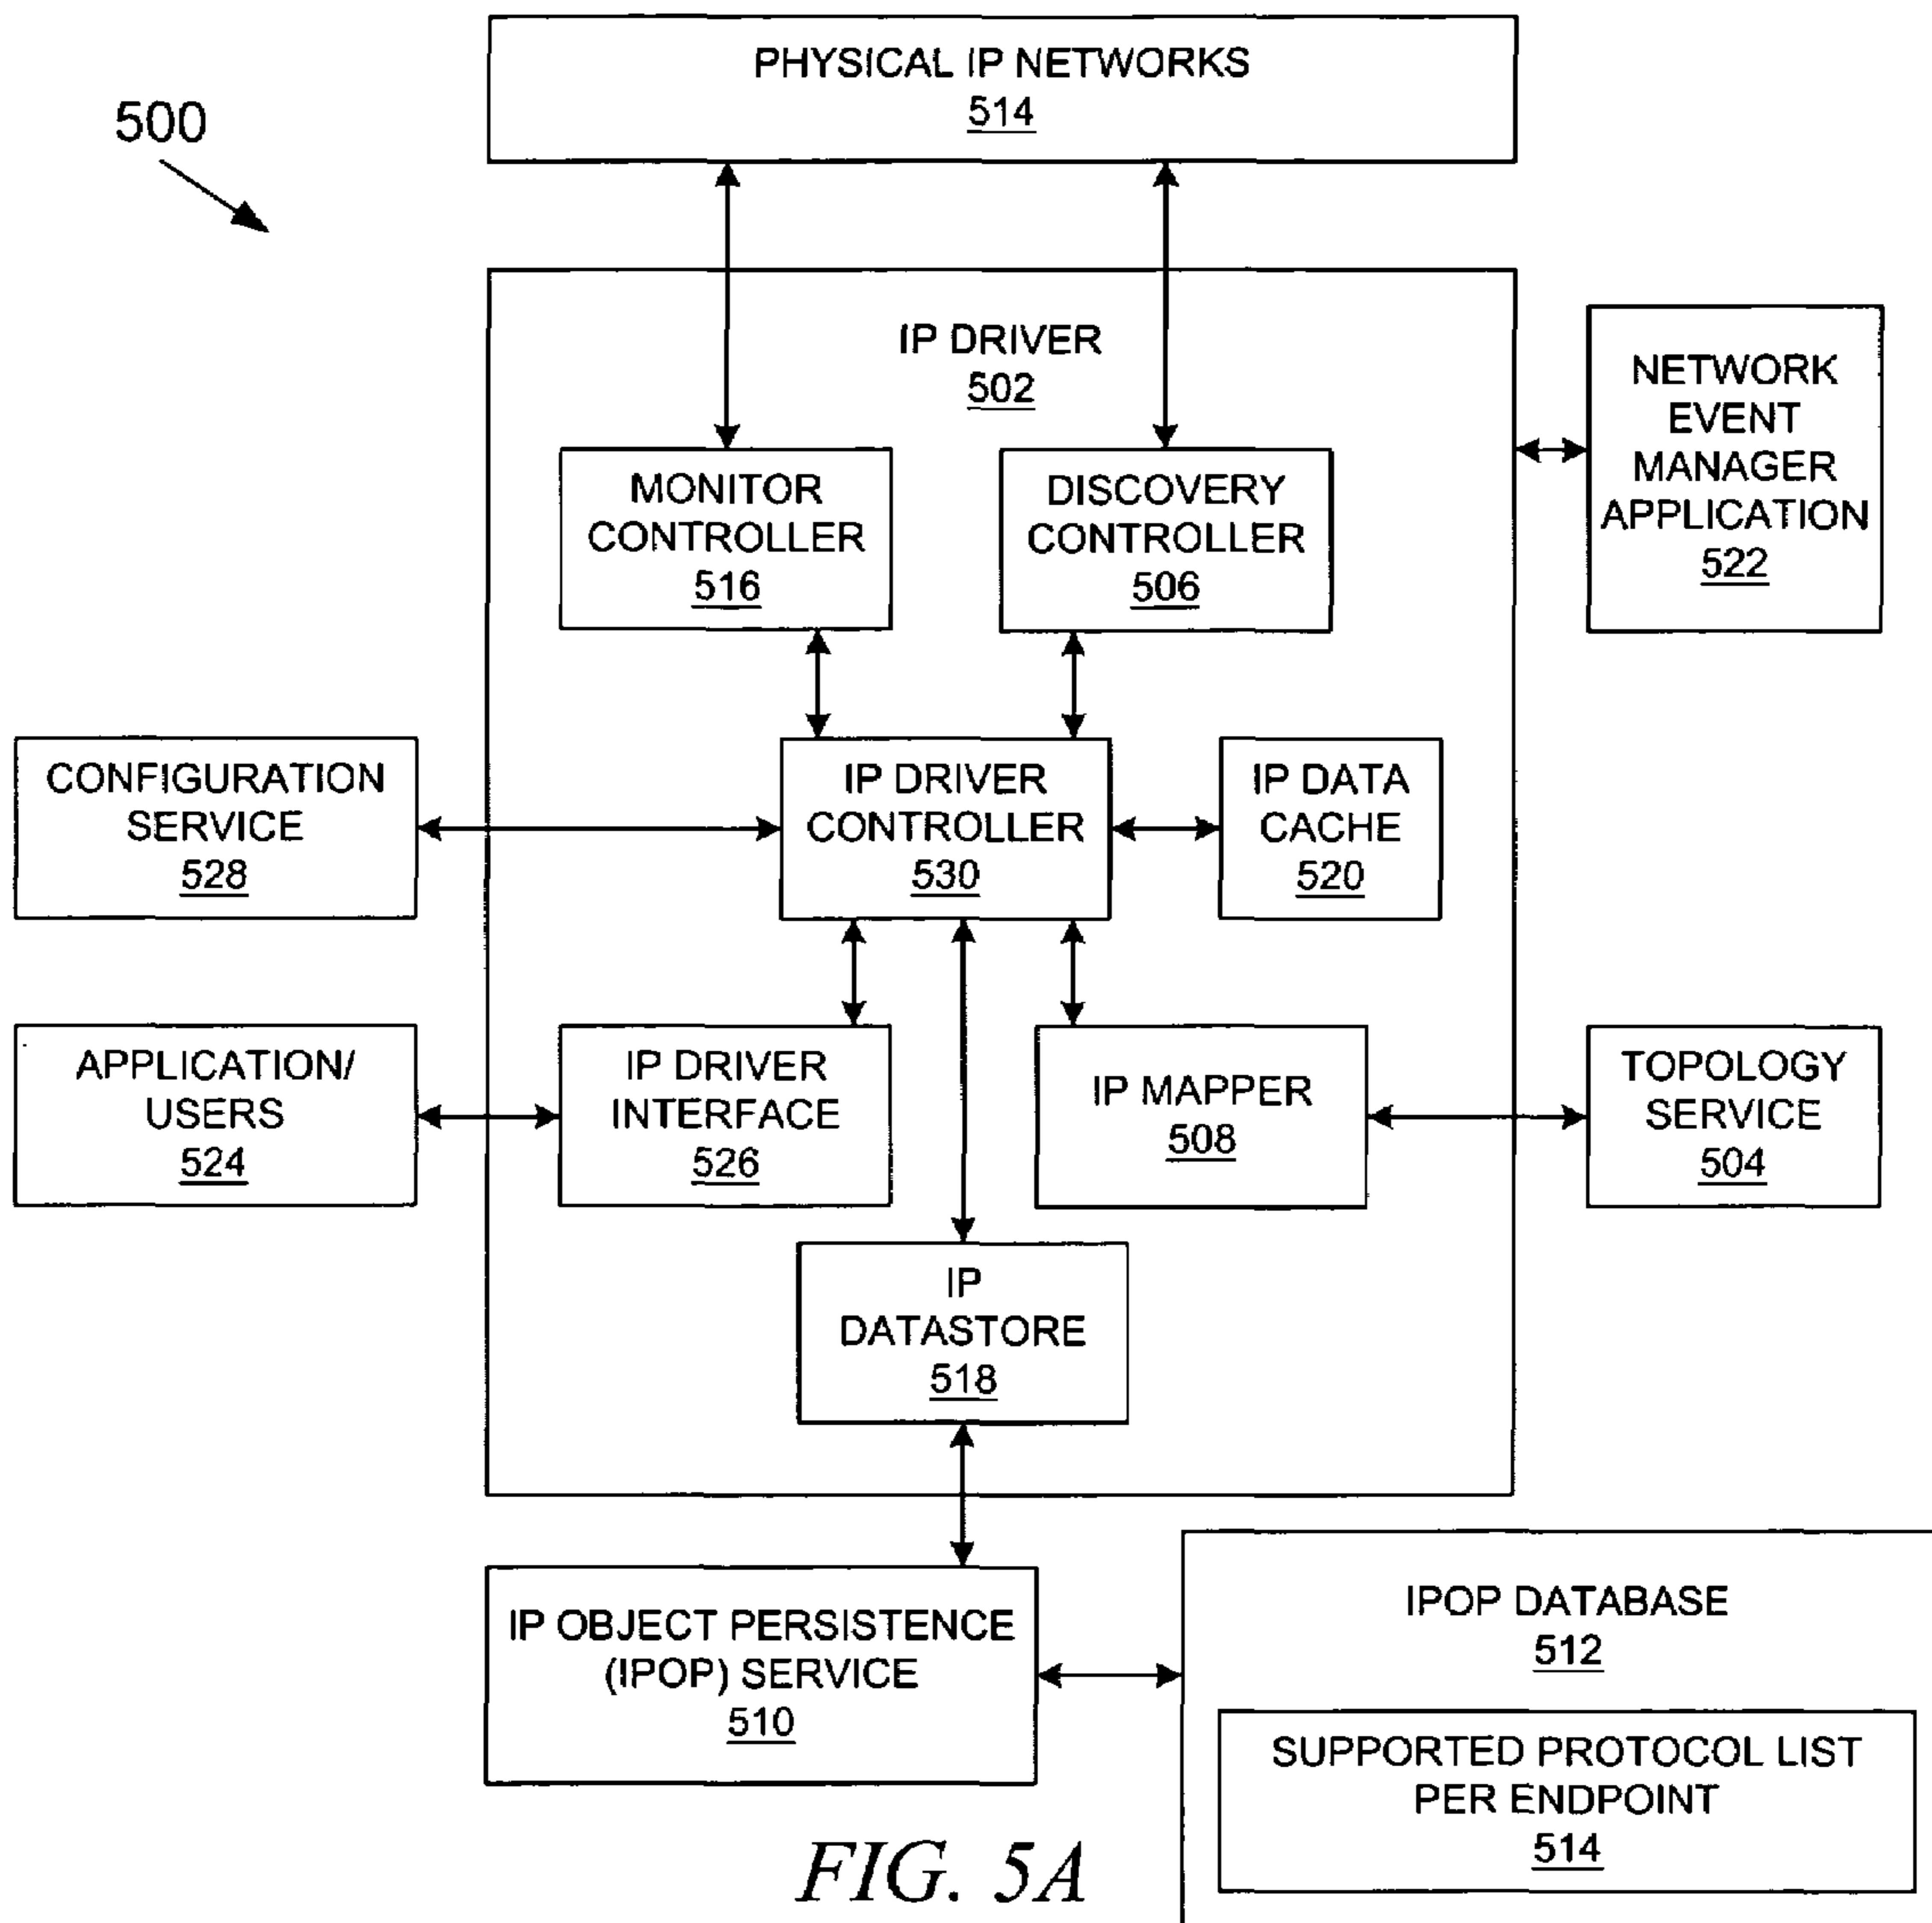 PHYSICAL IP NETWORKS
514
500
IP DRIVER
502
NETWORK
EVENT
MANAGER
APPLICATION
522
MONITOR
CONTROLLER
516
DISCOVERY
CONTROLLER
506
CONFIGURATION
SERVICE
528
IP DRIVER
CONTROLLER
530
IP DATA
CACHE
520
APPLICATION/
USERS
524
IP DRIVER
INTERFACE
526
IP MAPPER
508
TOPOLOGY
SERVICE
504
IP
DATASTORE
518
IP OBJECT PERSISTENCE
(IPOP) SERVICE
510
IPOP DATABASE
512
SUPPORTED PROTOCOL LIST
PER ENDPOINT
514
FIG. 5A